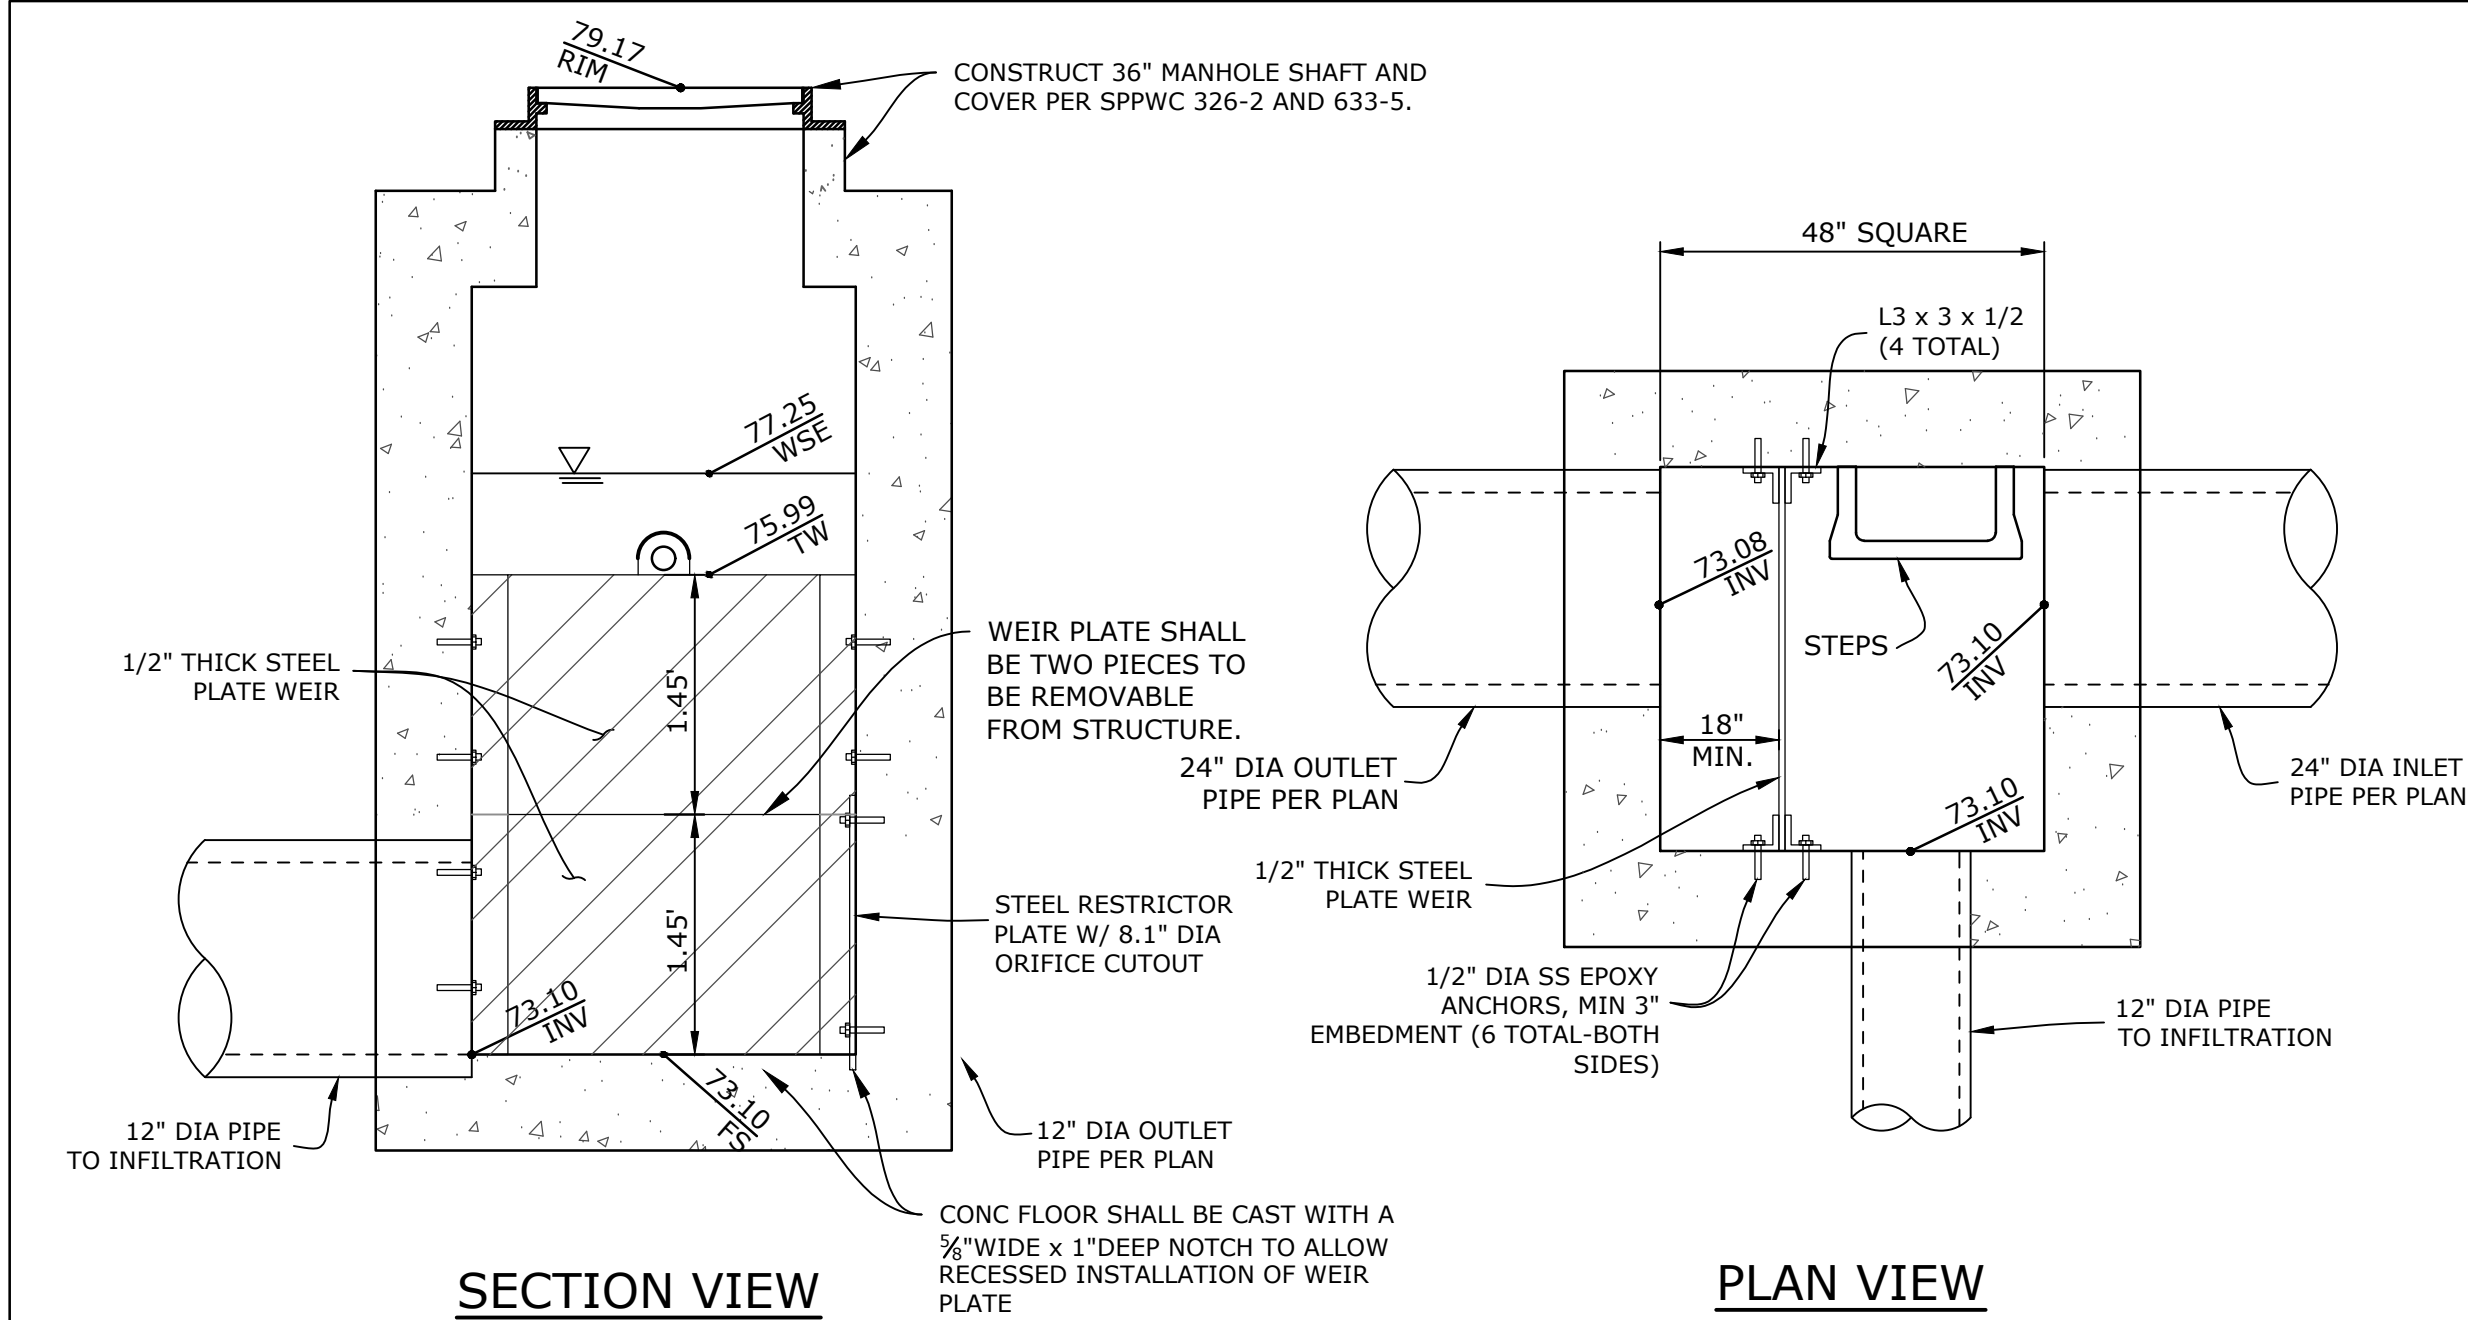 79.17
RIM
CONSTRUCT 36" MANHOLE SHAFT AND
COVER PER SPPWC 326-2 AND 633-5.
77.25
WSE
75.99
TW
1/2" THICK STEEL
PLATE WEIR
1.45'
WEIR PLATE SHALL
BE TWO PIECES TO
BE REMOVABLE
FROM STRUCTURE.
1.45'
STEEL RESTRICTOR
PLATE W/ 8.1" DIA
ORIFICE CUTOUT
73.10
INV
73.10
FS
12" DIA PIPE
TO INFILTRATION
12" DIA OUTLET
PIPE PER PLAN
CONC FLOOR SHALL BE CAST WITH A
⅝"WIDE x 1"DEEP NOTCH TO ALLOW
RECESSED INSTALLATION OF WEIR
PLATE
SECTION VIEW
48" SQUARE
L3 x 3 x 1/2
(4 TOTAL)
73.08
INV
STEPS
73.10
INV
18"
MIN.
24" DIA OUTLET
PIPE PER PLAN
24" DIA INLET
PIPE PER PLAN
73.10
INV
1/2" THICK STEEL
PLATE WEIR
1/2" DIA SS EPOXY
ANCHORS, MIN 3"
EMBEDMENT (6 TOTAL-BOTH
SIDES)
12" DIA PIPE
TO INFILTRATION
PLAN VIEW